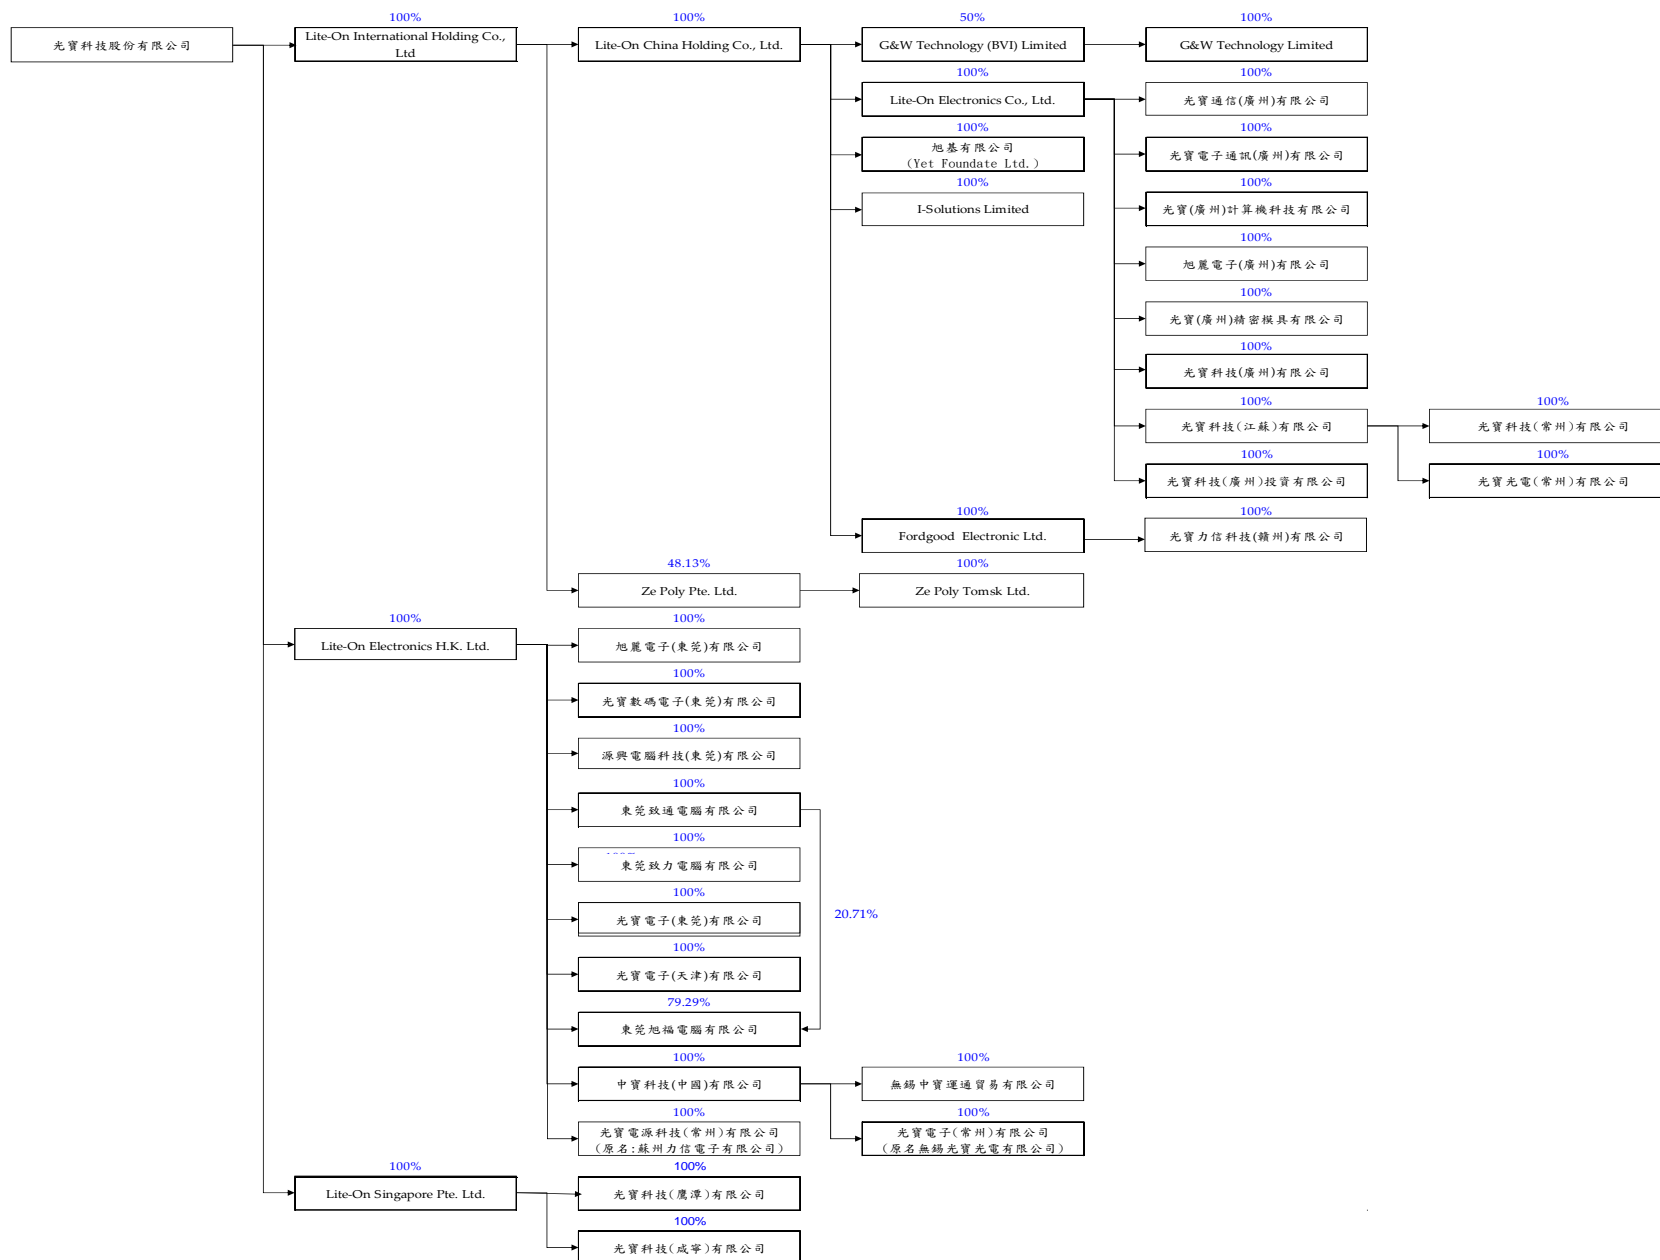 100%
100%
50%
100%
光寶科技股份有限公司
Lite-On International Holding Co.,
Ltd
Lite-On China Holding Co., Ltd.
G&W Technology (BVI) Limited
G&W Technology Limited
100%
100%
Lite-On Electronics Co., Ltd.
光寶通信(廣州)有限公司
100%
100%
旭基有限公司
(Yet Foundate Ltd.)
光寶電子通訊(廣州)有限公司
100%
100%
I-Solutions Limited
光寶(廣州)計算機科技有限公司
100%
旭麗電子(廣州)有限公司
100%
光寶(廣州)精密模具有限公司
100%
光寶科技(廣州)有限公司
100%
100%
光寶科技(江蘇)有限公司
光寶科技(常州)有限公司
100%
100%
光寶科技(廣州)投資有限公司
光寶光電(常州)有限公司
100%
100%
Fordgood Electronic Ltd.
光寶力信科技(贛州)有限公司
48.13%
100%
Ze Poly Pte. Ltd.
Ze Poly Tomsk Ltd.
100%
100%
Lite-On Electronics H.K. Ltd.
旭麗電子(東莞)有限公司
100%
光寶數碼電子(東莞)有限公司
100%
源興電腦科技(東莞)有限公司
100%
東莞致通電腦有限公司
100%
東莞致力電腦有限公司
100%
光寶電子(東莞)有限公司
20.71%
100%
光寶電子(天津)有限公司
79.29%
東莞旭福電腦有限公司
100%
100%
中寶科技(中國)有限公司
無錫中寶運通貿易有限公司
100%
100%
光寶電源科技(常州)有限公司
(原名:蘇州力信電子有限公司)
光寶電子(常州)有限公司
(原名無錫光寶光電有限公司)
100%
100%
Lite-On Singapore Pte. Ltd.
光寶科技(鷹潭)有限公司
100%
光寶科技(咸寧)有限公司